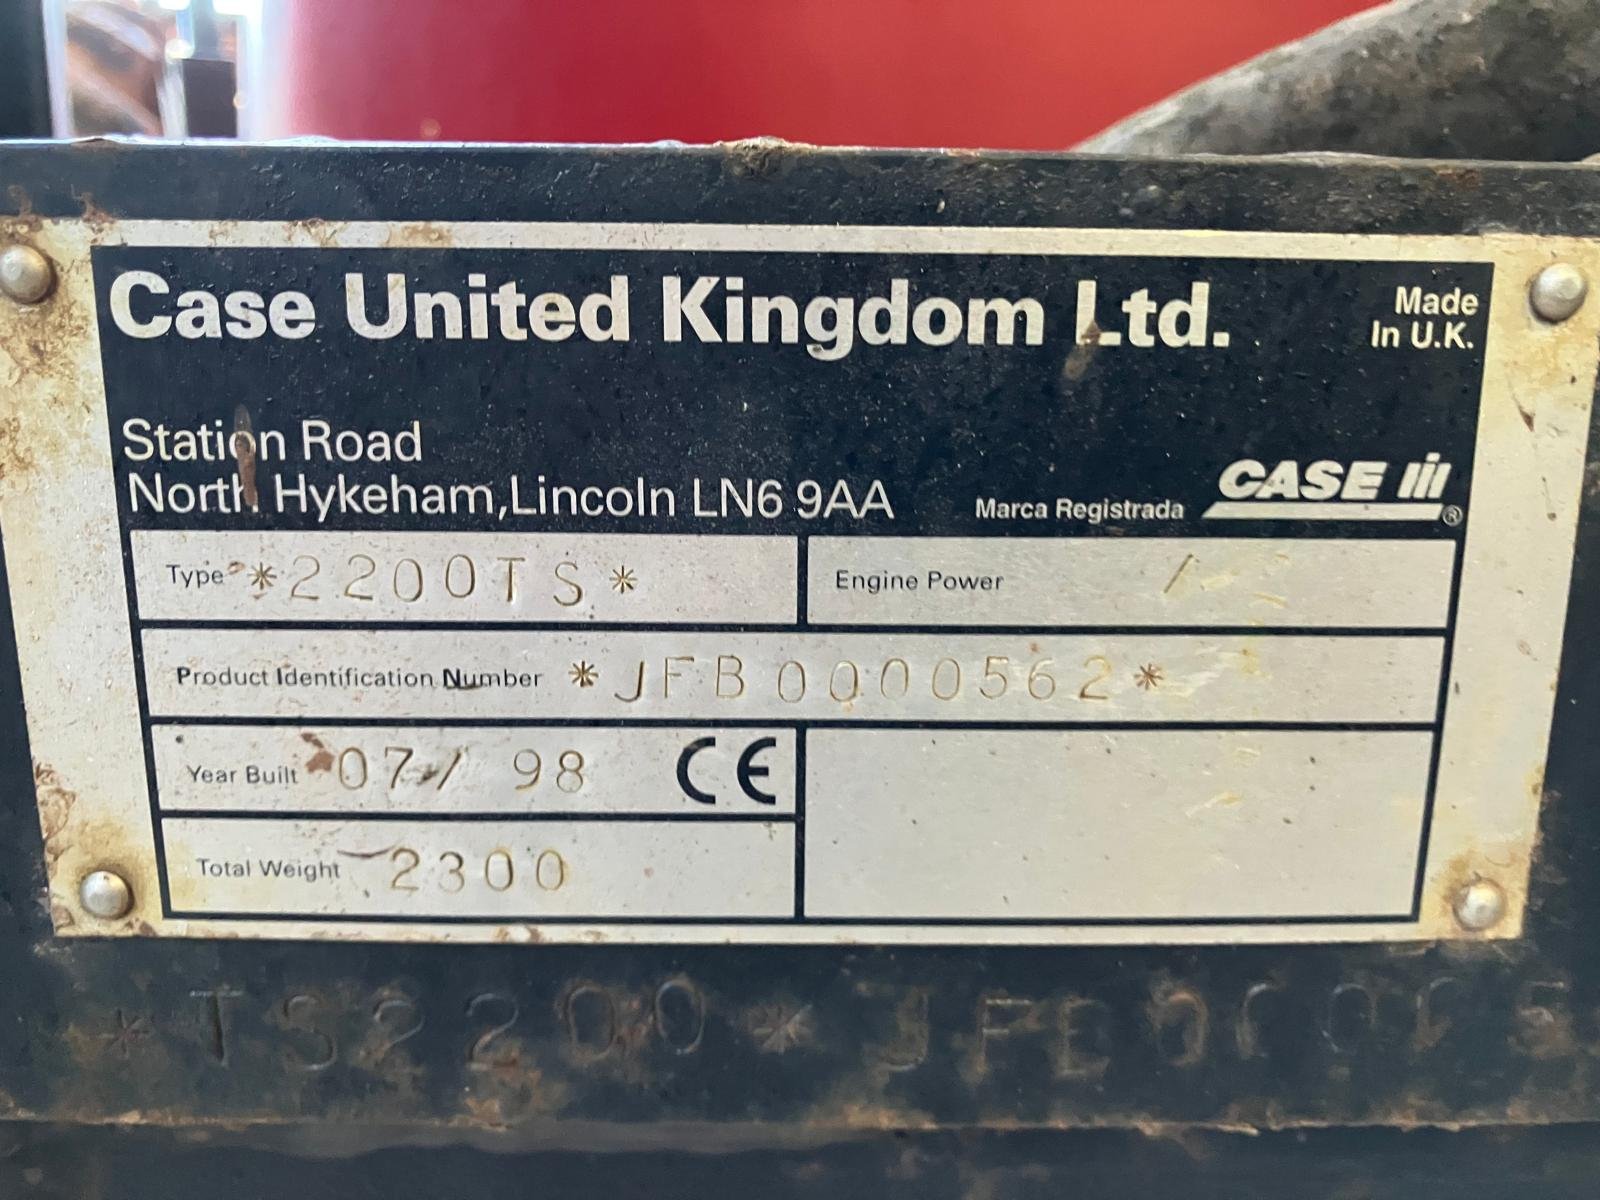 Case United Kingdom Ltd.
Made
In U.K.
Station Road
North Hykeham, Lincoln LN6 9AA
Marca Registrada
CASE IH ®
Type *2200TS*
Engine Power /
Product Identification Number *JFB0000562*
Year Built 07/98 CE
Total Weight 2300
*TS2200*